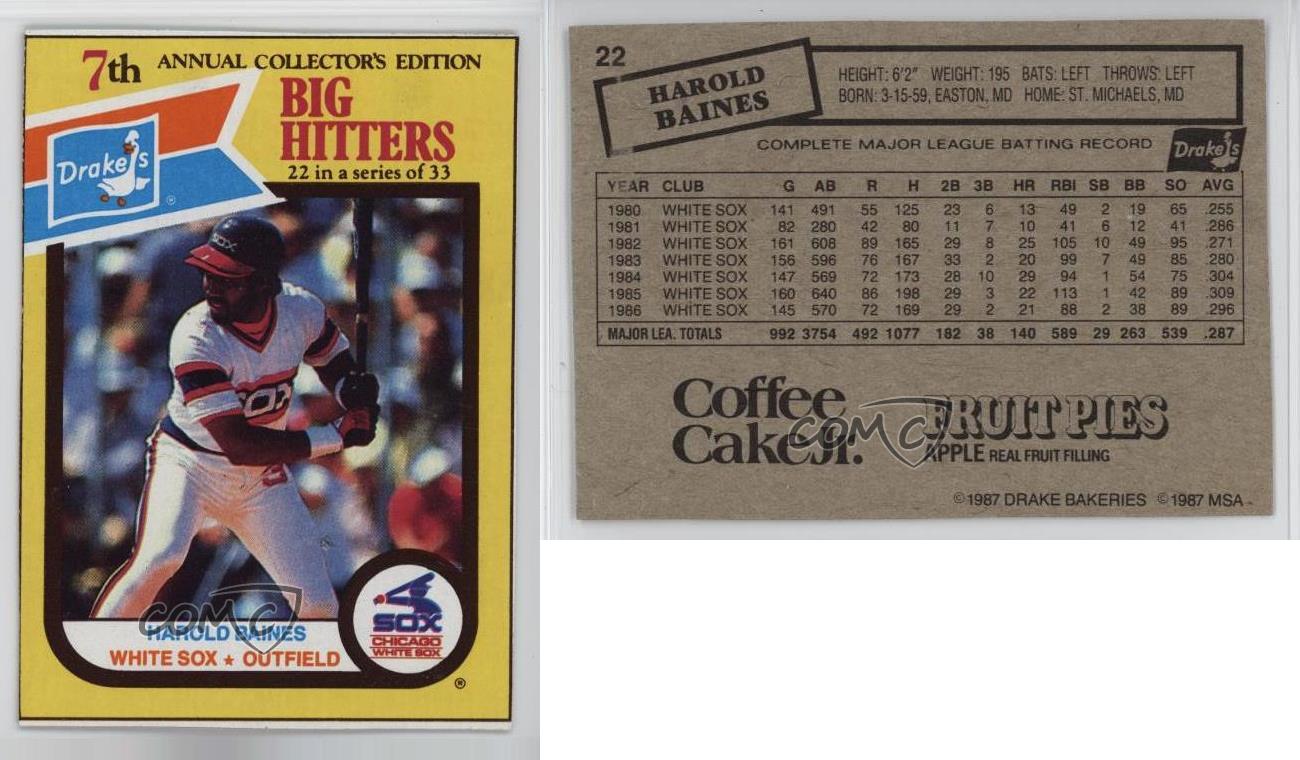 7th ANNUAL COLLECTOR'S EDITION
BIG
HITTERS
22 in a series of 33
Drake's
®
SOX
SOX
HAROLD BAINES
WHITE SOX ★ OUTFIELD
SOX
CHICAGO
WHITE SOX
®
COMC
22
HAROLD
BAINES
HEIGHT: 6'2" WEIGHT: 195 BATS: LEFT THROWS: LEFT
BORN: 3-15-59, EASTON, MD HOME: ST. MICHAELS, MD
COMPLETE MAJOR LEAGUE BATTING RECORD
Drake's
YEAR CLUB G AB R H 2B 3B HR RBI SB BB SO AVG
1980 WHITE SOX 141 491 55 125 23 6 13 49 2 19 65 .255
1981 WHITE SOX 82 280 42 80 11 7 10 41 6 12 41 .286
1982 WHITE SOX 161 608 89 165 29 8 25 105 10 49 95 .271
1983 WHITE SOX 156 596 76 167 33 2 20 99 7 49 85 .280
1984 WHITE SOX 147 569 72 173 28 10 29 94 1 54 75 .304
1985 WHITE SOX 160 640 86 198 29 3 22 113 1 42 89 .309
1986 WHITE SOX 145 570 72 169 29 2 21 88 2 38 89 .296
MAJOR LEA. TOTALS 992 3754 492 1077 182 38 140 589 29 263 539 .287
Coffee
Cake Jr.
FRUIT PIES
APPLE REAL FRUIT FILLING
COMC
©1987 DRAKE BAKERIES ©1987 MSA